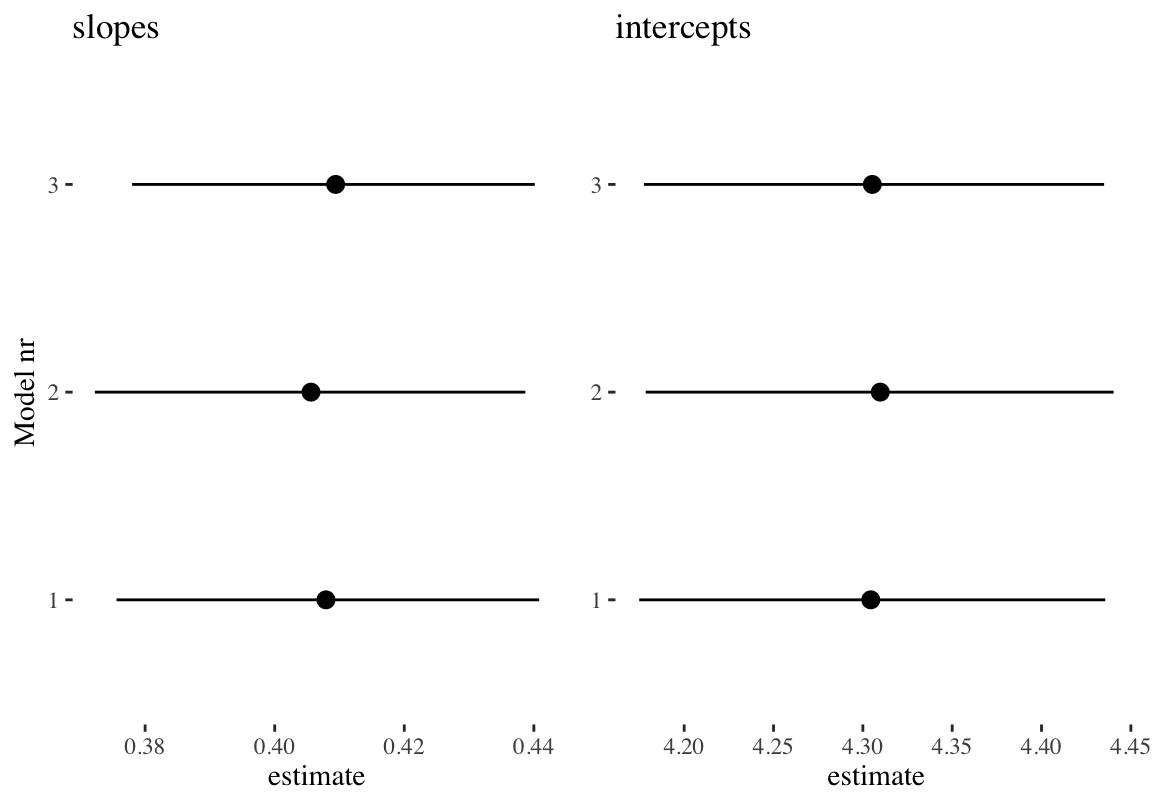 slopes
intercepts
Model nr
3
2
1
3
2
1
0.38 0.40 0.42 0.44
4.20 4.25 4.30 4.35 4.40 4.45
estimate
estimate